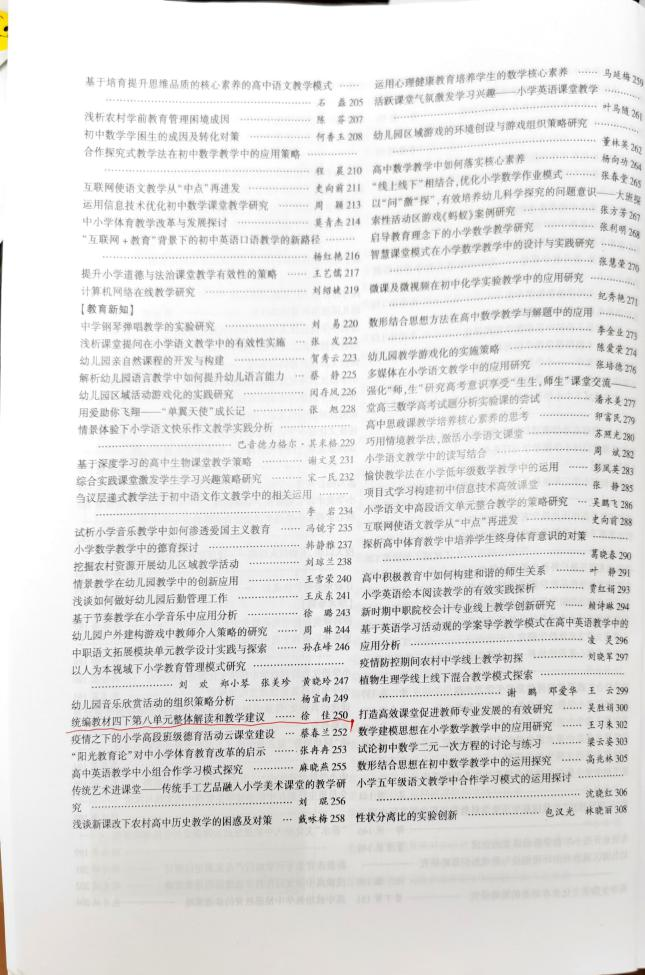 基于培育提升思维品质的核心素养的高中语文教学模式 ……
…………………………………… 石　磊 205
浅析农村学前教育管理困境成因 ………… 陈　芬 207
初中数学学困生的成因及转化对策 ………… 何香玉 208
合作探究式教学法在初中数学教学中的应用策略 …………
…………………………………… 程　晨 210
互联网使语文教学从“中点”再进发 ………… 史向前 211
运用信息技术优化初中数学课堂教学研究 ……… 周　颖 213
中小学体育教学改革与发展探讨 ………… 莫青杰 214
“互联网＋教育”背景下的初中英语口语教学的新路径 ………
…………………………………… 杨红艳 216
提升小学道德与法治课堂教学有效性的策略 …… 王艺儒 217
计算机网络在线教学研究 ………… 刘绍婕 219
【教育新知】
中学钢琴弹唱教学的实验研究 ………… 刘　易 220
浅析课堂提问在小学语文教学中的有效性实施 … 张　发 222
幼儿园亲自然课程的开发与构建 ………… 贺秀云 223
解析幼儿园语言教学中如何提升幼儿语言能力 … 蔡　静 225
幼儿园区域活动游戏化的实践研究 ……… 闵存凤 226
用爱助你飞翔——“单翼天使”成长记 ……… 张　旭 228
情景体验下小学语文快乐作文教学实践分析 …………
………… 巴音德力格尔·其米格 229
基于深度学习的高中生物课堂教学策略 ……… 谢文昊 231
综合实践课堂激发学生学习兴趣策略研究 …… 宋一民 232
刍议层递式教学法于初中语文作文教学中的相关运用 ………
…………………………………… 李　岩 234
试析小学音乐教学中如何渗透爱国主义教育 …… 冯锐宇 235
小学数学教学中的德育探讨 ………… 韩静雅 237
挖掘农村资源开展幼儿区域教学活动 ……… 刘琼兰 238
情景教学在幼儿园教学中的创新应用 ……… 王雪荣 240
浅谈如何做好幼儿园后勤管理工作 ……… 王庆东 241
基于节奏教学在小学音乐中应用分析 ……… 徐　璐 243
幼儿园户外建构游戏中教师介入策略的研究 …… 周　琳 244
中职语文拓展模块单元教学设计实践与探索 …… 孙在峰 246
以人为本视域下小学教育管理模式研究 …………
………… 刘　欢　郑小琴　张美珍　黄晓玲 247
幼儿园音乐欣赏活动的组织策略分析 ……… 杨宜南 249
统编教材四下第八单元整体解读和教学建议 …… 徐　佳 250
疫情之下的小学高段班级德育活动云课堂建设 … 蔡春兰 252
“阳光教育论”对中小学体育教育改革的启示 …… 张冉冉 253
高中英语教学中小组合作学习模式探究 ……… 麻晓燕 255
传统艺术进课堂——传统手工艺品融入小学美术课堂的教学研
究 …………………………………… 刘　琨 256
浅谈新课改下农村高中历史教学的困惑及对策 … 戴咏梅 258
运用心理健康教育培养学生的数学核心素养 …… 马廷梅 259
活跃课堂气氛激发学习兴趣——小学英语课堂教学 ………
…………………………………… 叶马随 261
幼儿园区域游戏的环境创设与游戏组织策略研究 ………
…………………………………… 董林英 262
高中数学教学中如何落实核心素养 ……… 杨向功 264
“线上线下”相结合,优化小学数学作业模式 …… 张春堂 265
以“问”激“探”,有效培养幼儿科学探究的问题意识——大班探
索性活动区游戏《蚂蚁》案例研究 ……… 张方芳 267
启导教育理念下的小学数学教学研究 ……… 张利明 268
智慧课堂模式在小学数学教学中的设计与实践研究 ………
…………………………………… 张慧荣 270
微课及微视频在初中化学实验教学中的应用研究 ………
…………………………………… 纪秀艳 271
数形结合思想方法在高中数学教学与解题中的应用 ………
…………………………………… 李金业 273
幼儿园教学游戏化的实施策略 ……… 陈爱荣 274
多媒体在小学语文教学中的应用研究 ……… 张培德 276
强化“师,生”研究高考意识享受“生生,师生”课堂交流——
堂高三数学高考试题分析实验课的尝试 ……… 潘永美 277
高中思政课教学培养核心素养的思考 ……… 邬富民 279
巧用情境教学法,激活小学语文课堂 ……… 苏照光 280
小学语文教学中的读写结合 ……… 周　斌 282
愉快教学法在小学低年级数学教学中的运用 …… 彭凤英 283
项目式学习构建初中信息技术高效课堂 ……… 张　静 285
小学语文中高段语文单元整合教学的策略研究 … 吴鹏飞 286
互联网使语文教学从“中点”再进发 ……… 史向前 288
探析高中体育教学中培养学生终身体育意识的对策 ………
…………………………………… 葛晓春 290
高中积极教育中如何构建和谐的师生关系 …… 叶　静 291
小学英语绘本阅读教学的有效实践探析 ……… 贾红娟 293
新时期中职院校会计专业线上教学创新研究 …… 赖诗琳 294
基于英语学习活动观的学案导学教学模式在高中英语教学中的
应用分析 …………………………………… 凌　灵 296
疫情防控期间农村中学线上教学初探 ……… 刘晓军 297
植物生理学线上线下混合教学模式探索 …………
………… 谢　鹏　邓爱华　王　云 299
打造高效课堂促进教师专业发展的有效研究 …… 吴胜娟 300
数学建模思想在小学数学教学中的应用研究 …… 王习朱 302
试论初中数学二元一次方程的讨论与练习 …… 梁云姿 303
数形结合思想在初中数学教学中的运用探究 …… 高兆林 305
小学五年级语文教学中合作学习模式的运用探讨 ………
…………………………………… 沈晓红 306
性状分离比的实验创新 ………… 包汉光　林晓丽 308